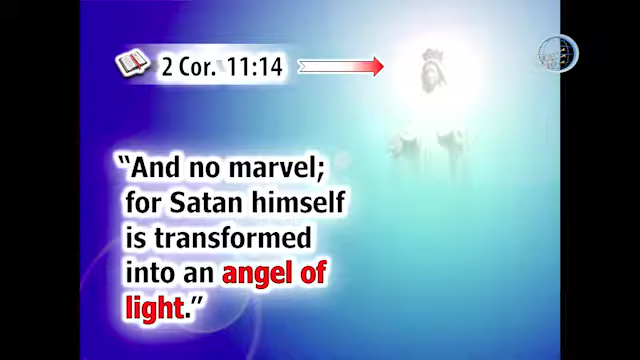 2 Cor. 11:14
“And no marvel;
for Satan himself
is transformed
into an angel of
light.”